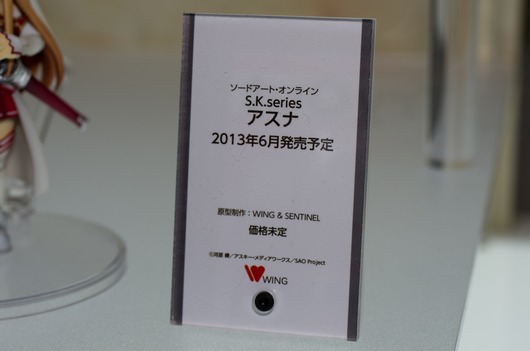 ソードアート・オンライン
S.K.series
アスナ
2013年6月発売予定
原型制作：WING & SENTINEL
価格未定
©川原 礫／アスキー・メディアワークス／SAO Project
WING